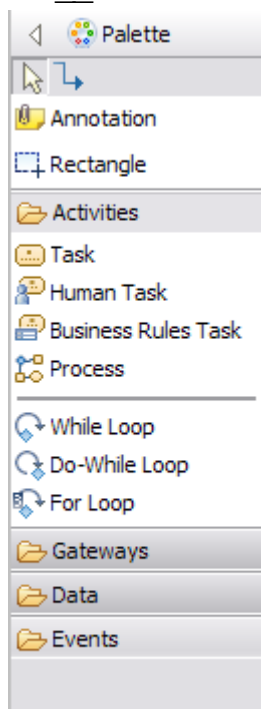 Palette
Annotation
Rectangle
Activities
Task
Human Task
Business Rules Task
Process
While Loop
Do-While Loop
For Loop
Gateways
Data
Events